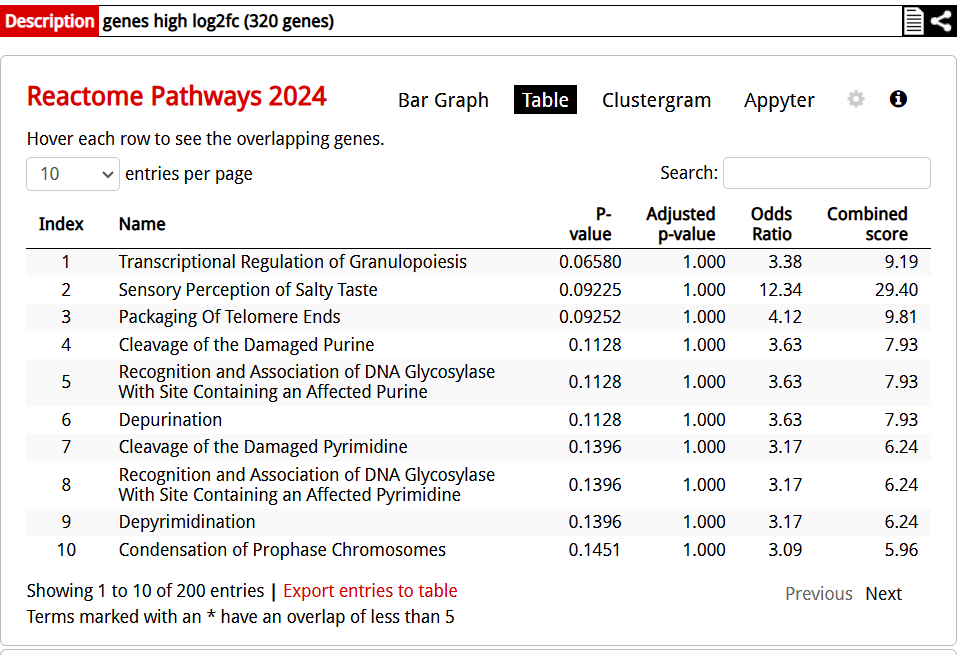 Description genes high log2fc (320 genes)
Reactome Pathways 2024
Bar Graph Table Clustergram Appyter
Hover each row to see the overlapping genes.
10 entries per page
Search:
Index Name P-value Adjusted p-value Odds Ratio Combined score
1 Transcriptional Regulation of Granulopoiesis 0.06580 1.000 3.38 9.19
2 Sensory Perception of Salty Taste 0.09225 1.000 12.34 29.40
3 Packaging Of Telomere Ends 0.09252 1.000 4.12 9.81
4 Cleavage of the Damaged Purine 0.1128 1.000 3.63 7.93
5 Recognition and Association of DNA Glycosylase With Site Containing an Affected Purine 0.1128 1.000 3.63 7.93
6 Depurination 0.1128 1.000 3.63 7.93
7 Cleavage of the Damaged Pyrimidine 0.1396 1.000 3.17 6.24
8 Recognition and Association of DNA Glycosylase With Site Containing an Affected Pyrimidine 0.1396 1.000 3.17 6.24
9 Depyrimidination 0.1396 1.000 3.17 6.24
10 Condensation of Prophase Chromosomes 0.1451 1.000 3.09 5.96
Showing 1 to 10 of 200 entries | Export entries to table
Previous Next
Terms marked with an * have an overlap of less than 5